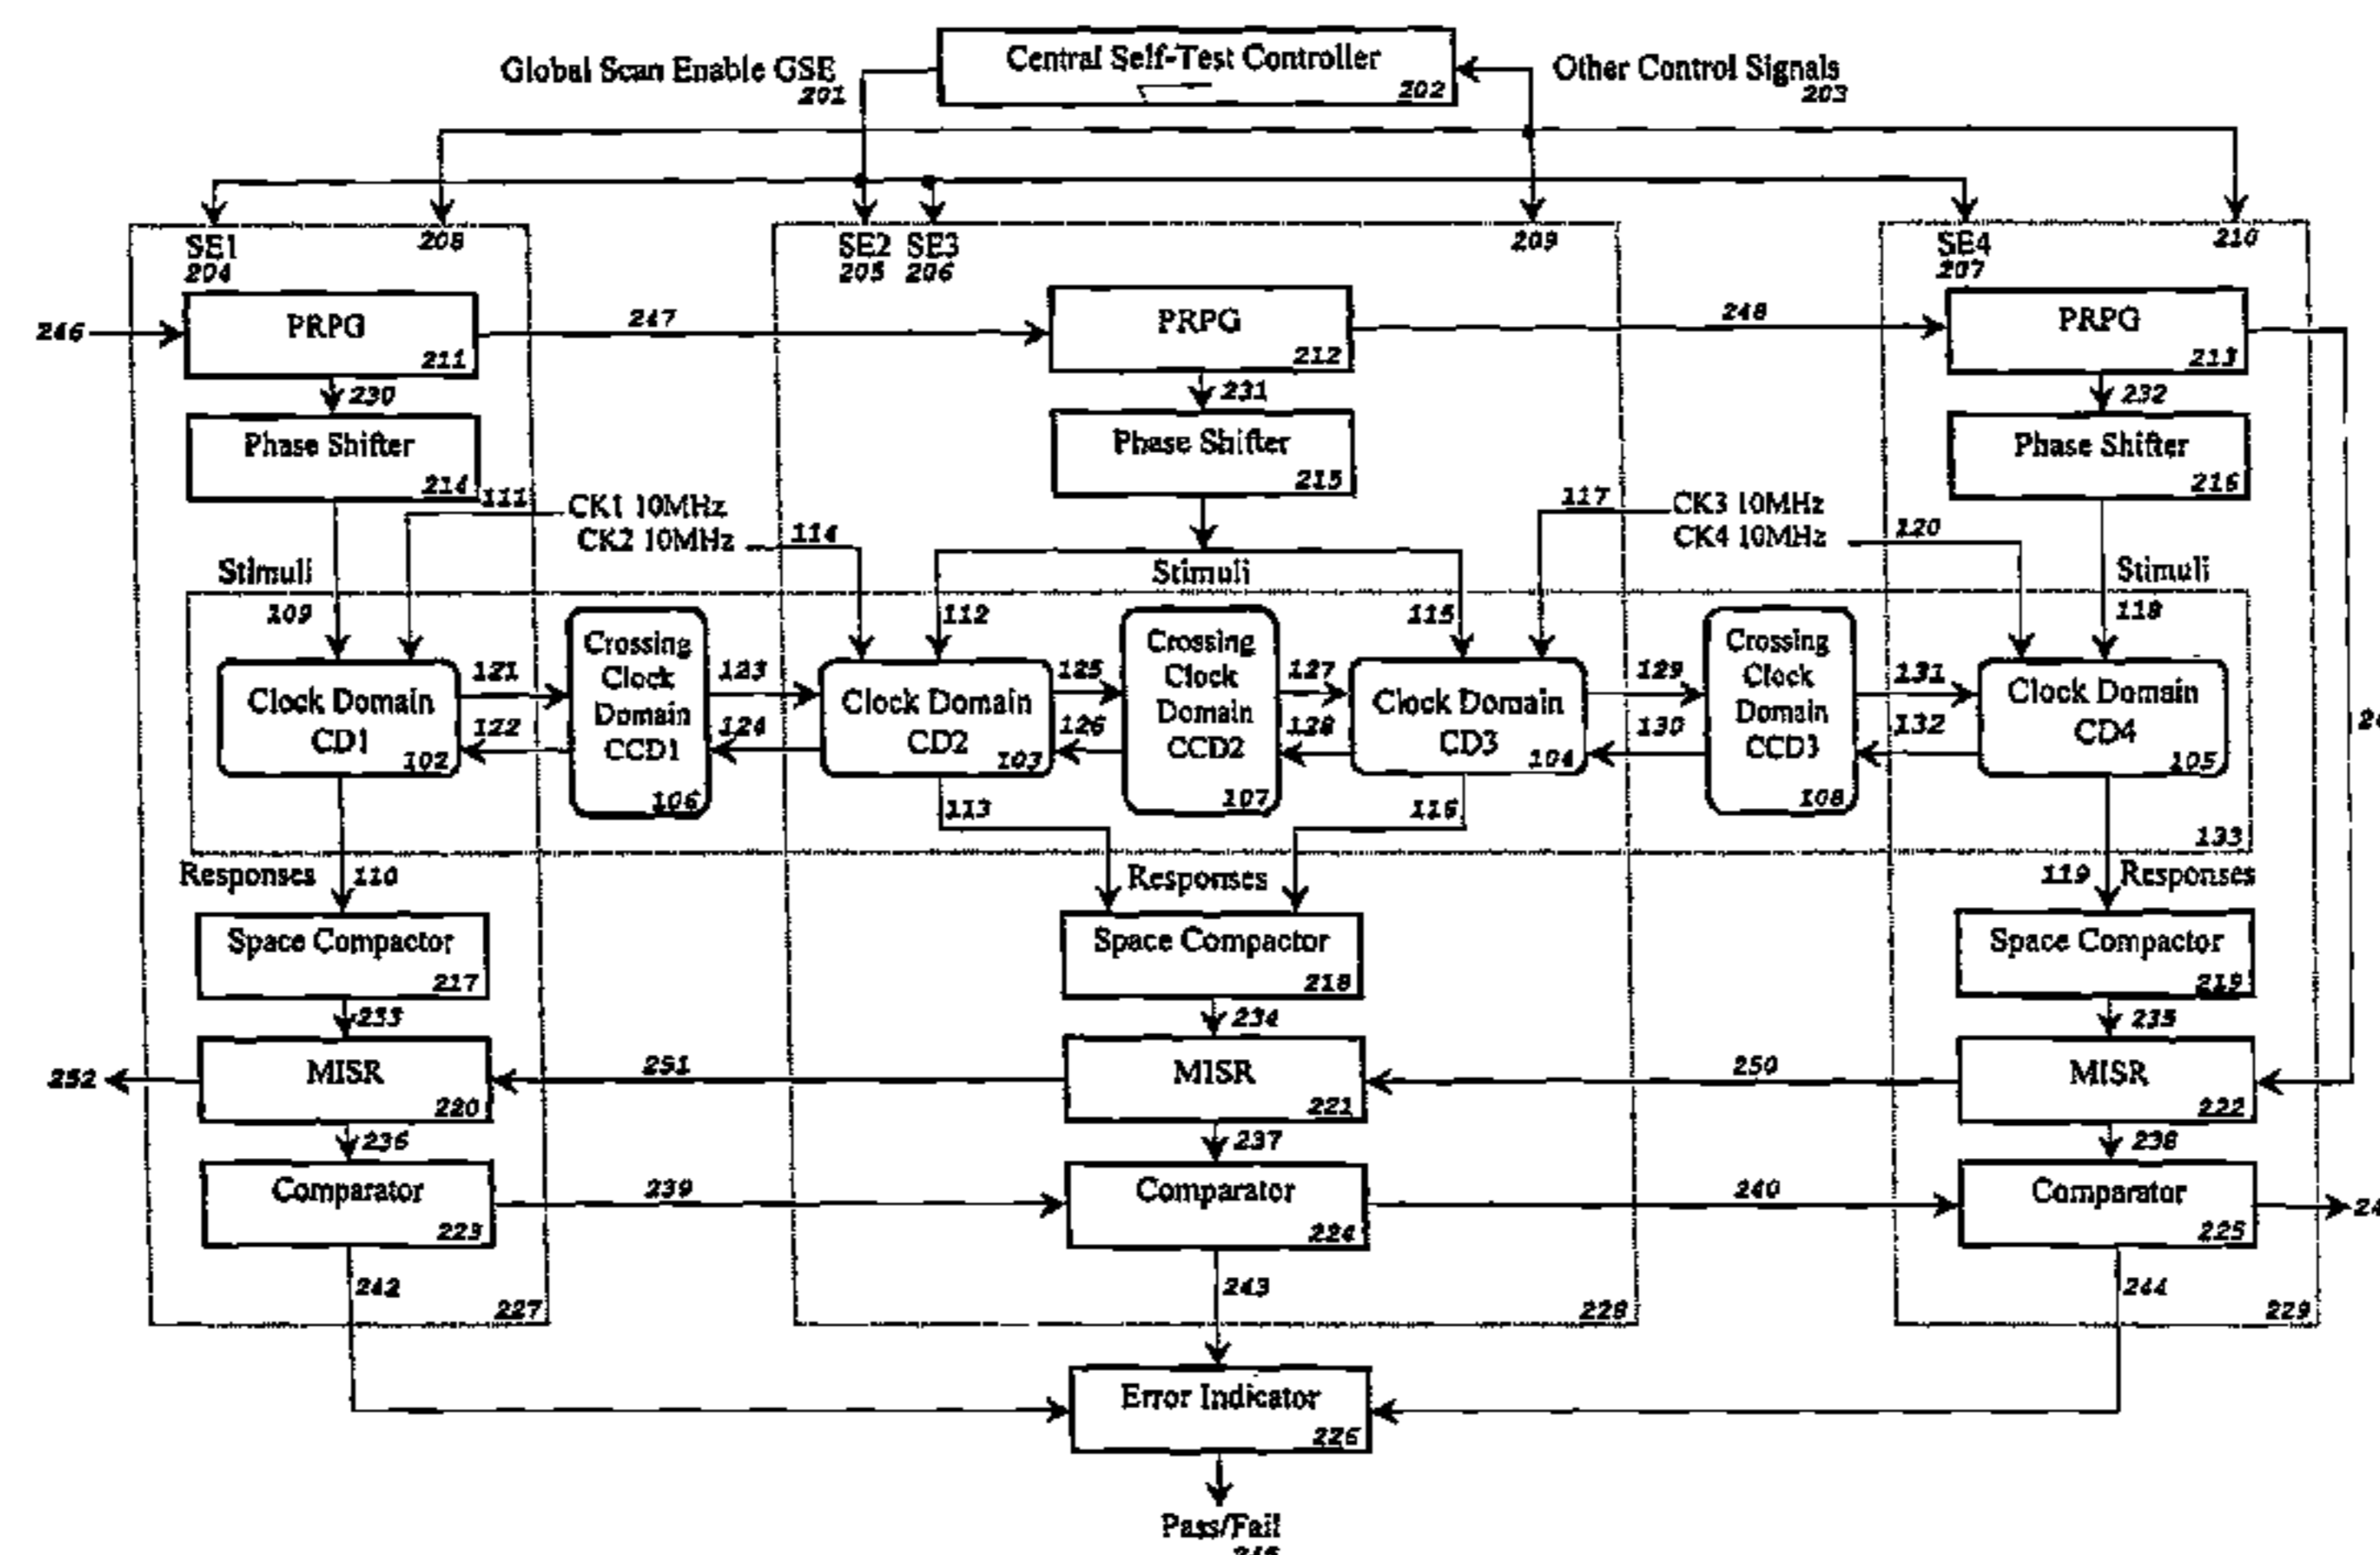 Central Self-Test Controller
202
Global Scan Enable GSE
201
Other Control Signals
203
SE1
204
208
SE2
205
SE3
206
209
SE4
207
210
246
PRPG
211
247
PRPG
212
248
PRPG
213
230
231
232
Phase Shifter
214
Phase Shifter
215
Phase Shifter
216
111
CK1 10MHz
CK2 10MHz
114
117
CK3 10MHz
CK4 10MHz
120
Stimuli
109
Stimuli
112
115
Stimuli
118
Clock Domain
CD1
102
121
122
Crossing
Clock
Domain
CCD1
106
123
124
Clock Domain
CD2
103
125
126
Crossing
Clock
Domain
CCD2
107
127
128
Clock Domain
CD3
104
129
130
Crossing
Clock
Domain
CCD3
108
131
132
Clock Domain
CD4
105
113
116
133
Responses
110
Responses
119
Responses
Space Compactor
217
Space Compactor
218
Space Compactor
219
233
234
235
252
MISR
220
251
MISR
221
250
MISR
222
236
237
238
Comparator
223
239
Comparator
224
240
Comparator
225
242
243
244
227
228
229
Error Indicator
226
Pass/Fail